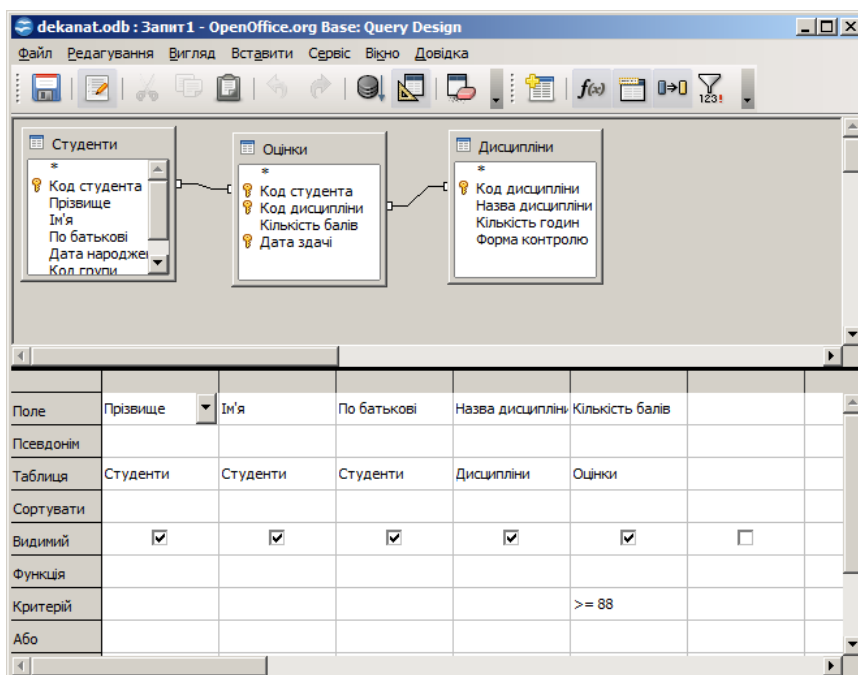 dekanat.odb : Запит1 - OpenOffice.org Base: Query Design
Файл Редагування Вигляд Вставити Сервіс Вікно Довідка
f(x) 123!
Студенти
*
Код студента
Прізвище
Ім'я
По батькові
Дата народже
Код групи
Оцінки
*
Код студента
Код дисципліни
Кількість балів
Дата здачі
Дисципліни
*
Код дисципліни
Назва дисципліни
Кількість годин
Форма контролю
Поле Прізвище Ім'я По батькові Назва дисципліни Кількість балів
Псевдонім
Таблиця Студенти Студенти Студенти Дисципліни Оцінки
Сортувати
Видимий
Функція
Критерій >= 88
Або